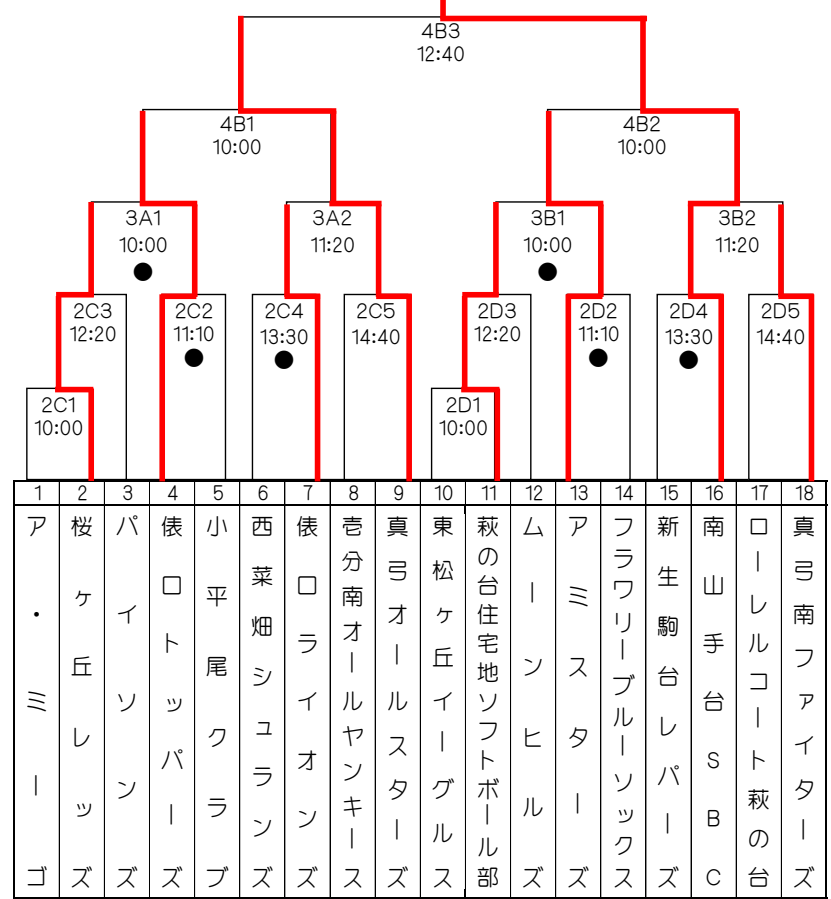 4B3
12:40
4B1
10:00
4B2
10:00
3A1
10:00
●
3A2
11:20
3B1
10:00
●
3B2
11:20
2C3
12:20
2C2
11:10
●
2C4
13:30
●
2C5
14:40
2D3
12:20
2D2
11:10
●
2D4
13:30
●
2D5
14:40
2C1
10:00
2D1
10:00
1 2 3 4 5 6 7 8 9 10 11 12 13 14 15 16 17 18
ア・ミーゴ
桜ヶ丘レッズ
パイソンズ
俵口トッパーズ
小平尾クラブ
西菜畑シュランズ
俵口ライオンズ
壱分南オールヤンキース
真弓オールスターズ
東松ヶ丘イーグルス
萩の台住宅地ソフトボール部
ムーンヒルズ
アミスターズ
フラワリーブルーソックス
新生駒台レパーズ
南山手台SBC
ローレルコート萩の台
真弓南ファイターズ